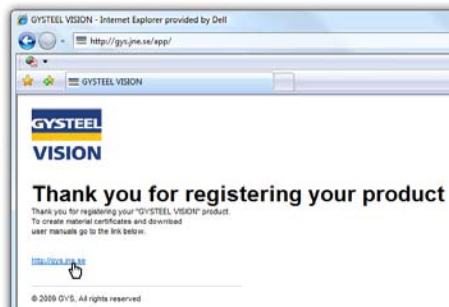 GYSTEEL VISION - Internet Explorer provided by Dell
http://gys.jne.se/app/
GYSTEEL VISION
GYSTEEL
VISION
Thank you for registering your product
Thank you for registering your "GYSTEEL VISION" product.
To create material certificates and download
user manuals go to the link below.
http://gys.jne.se
© 2009 GYS, All rights reserved